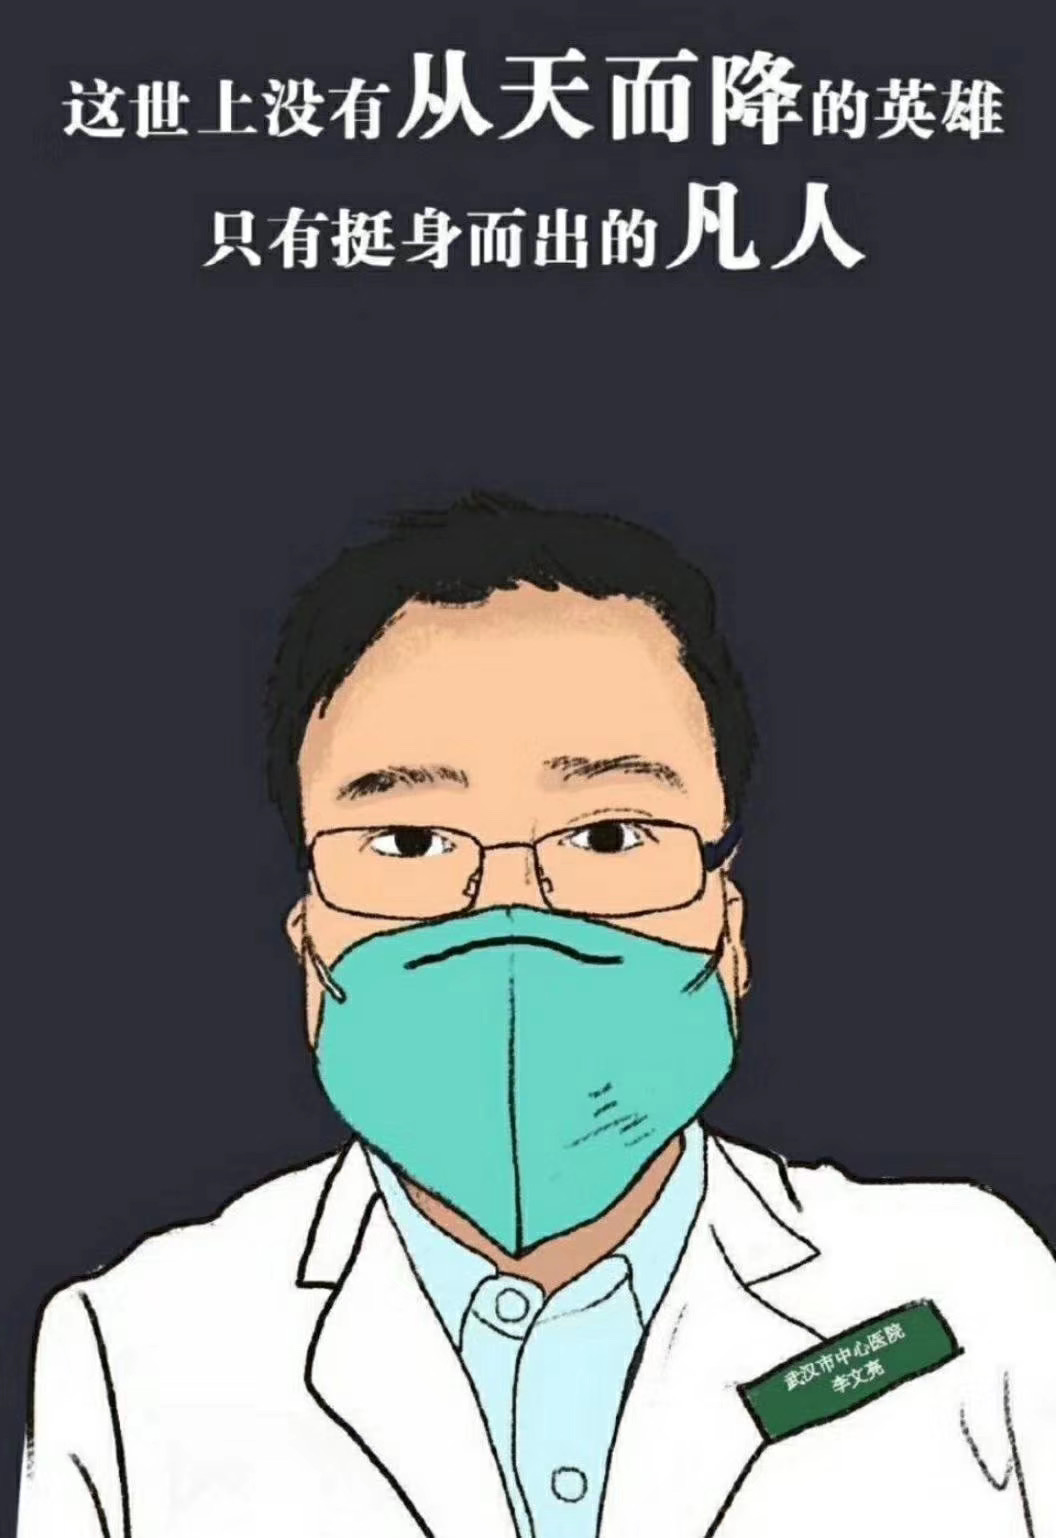 这世上没有从天而降的英雄
只有挺身而出的凡人
武汉市中心医院
李文亮